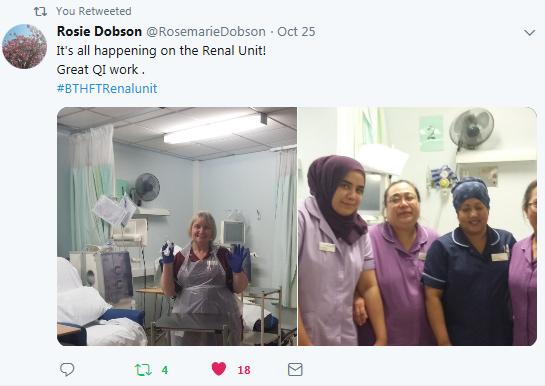 You Retweeted
Rosie Dobson @RosemarieDobson · Oct 25
It's all happening on the Renal Unit!
Great QI work .
#BTHFTRenalunit
2
4
18